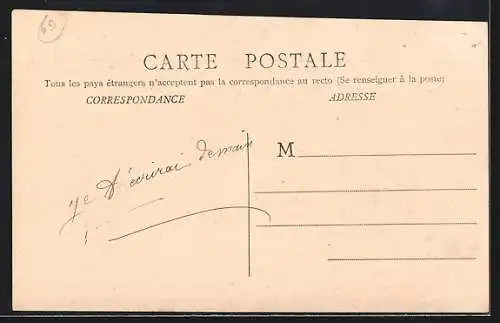 69
CARTE POSTALE
Tous les pays étrangers n'acceptent pas la correspondance au recto (Se renseigner à la poste)
CORRESPONDANCE
ADRESSE
M
Je t'écrirai demain